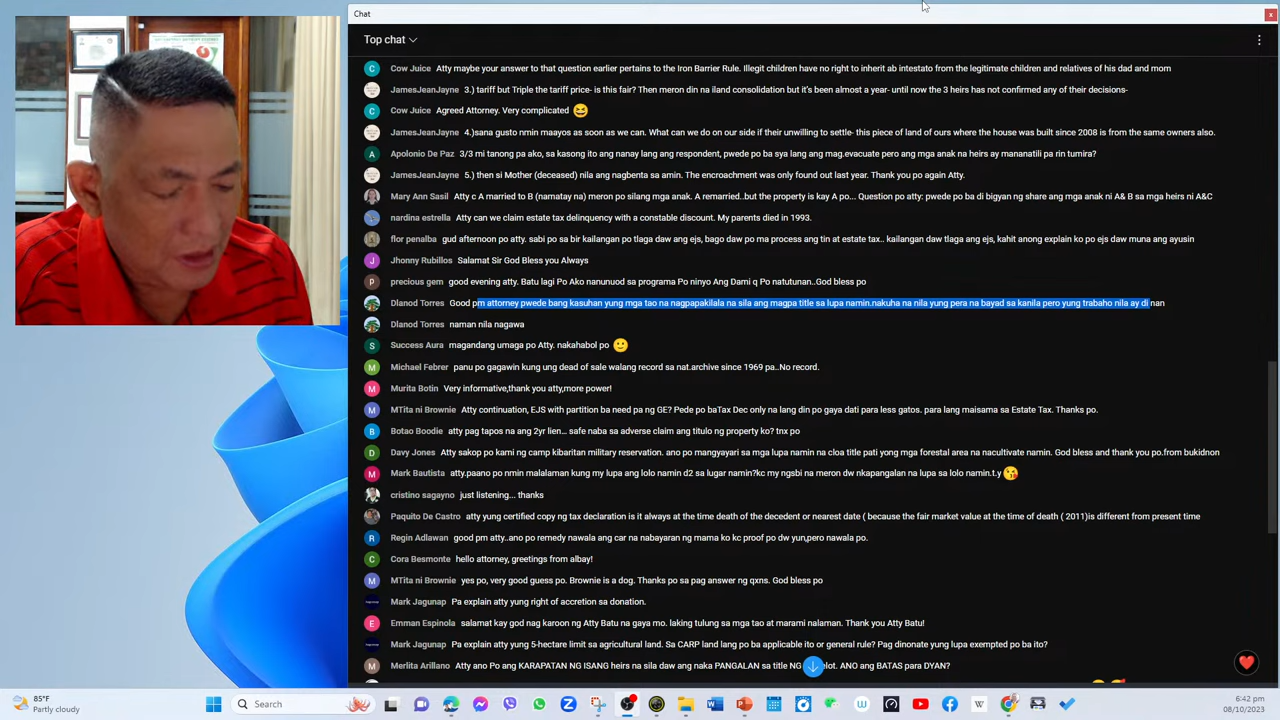 Chat
Top chat
C Cow Juice Atty maybe your answer to that question earlier pertains to the Iron Barrier Rule. Illegit children have no right to inherit ab intestato from the legitimate children and relatives of his dad and mom
JamesJeanJayne 3.) tariff but Triple the tariff price- is this fair? Then meron din na iland consolidation but it's been almost a year- until now the 3 heirs has not confirmed any of their decisions-
C Cow Juice Agreed Attorney. Very complicated 😆
JamesJeanJayne 4.)sana gusto nmin maayos as soon as we can. What can we do on our side if their unwilling to settle- this piece of land of ours where the house was built since 2008 is from the same owners also.
A Apolonio De Paz 3/3 mi tanong pa ako, sa kasong ito ang nanay lang ang respondent, pwede po ba sya lang ang mag.evacuate pero ang mga anak na heirs ay mananatili pa rin tumira?
JamesJeanJayne 5.) then si Mother (deceased) nila ang nagbenta sa amin. The encroachment was only found out last year. Thank you po again Atty.
Mary Ann Sasil Atty c A married to B (namatay na) meron po silang mga anak. A remarried..but the property is kay A po... Question po atty: pwede po ba di bigyan ng share ang mga anak ni A& B sa mga heirs ni A&C
nardina estrella Atty can we claim estate tax delinquency with a constable discount. My parents died in 1993.
flor penalba gud afternoon po atty. sabi po sa bir kailangan po tlaga daw ang ejs, bago daw po ma process ang tin at estate tax.. kailangan daw tlaga ang ejs, kahit anong explain ko po ejs daw muna ang ayusin
J Jhonny Rubillos Salamat Sir God Bless you Always
P precious gem good evening atty. Batu lagi Po Ako nanunuod sa programa Po ninyo Ang Dami q Po natutunan..God bless po
Dlanod Torres Good pm attorney pwede bang kasuhan yung mga tao na nagpapakilala na sila ang magpa title sa lupa namin.nakuha na nila yung pera na bayad sa kanila pero yung trabaho nila ay di nan
Dlanod Torres naman nila nagawa
S Success Aura magandang umaga po Atty. nakahabol po 🙂
M Michael Febrer panu po gagawin kung ung dead of sale walang record sa nat.archive since 1969 pa..No record.
M Murita Botin Very informative,thank you atty,more power!
M MTita ni Brownie Atty continuation, EJS with partition ba need pa ng GE? Pede po baTax Dec only na lang din po gaya dati para less gatos. para lang maisama sa Estate Tax. Thanks po.
B Botao Boodie atty pag tapos na ang 2yr lien... safe naba sa adverse claim ang titulo ng property ko? tnx po
D Davy Jones Atty sakop po kami ng camp kibaritan military reservation. ano po mangyayari sa mga lupa namin na cloa title pati yong mga forestal area na nacultivate namin. God bless and thank you po.from bukidnon
M Mark Bautista atty.paano po nmin malalaman kung my lupa ang lolo namin d2 sa lugar namin?kc my ngsbi na meron dw nkapangalan na lupa sa lolo namin.t.y 😘
cristino sagayno just listening... thanks
P Paquito De Castro atty yung certified copy ng tax declaration is it always at the time death of the decedent or nearest date ( because the fair market value at the time of death ( 2011)is different from present time
R Regin Adlawan good pm atty..ano po remedy nawala ang car na nabayaran ng mama ko kc proof po dw yun,pero nawala po.
C Cora Besmonte hello attorney, greetings from albay!
M MTita ni Brownie yes po, very good guess po. Brownie is a dog. Thanks po sa pag answer ng qxns. God bless po
Mark Jagunap Pa explain atty yung right of accretion sa donation.
E Emman Espinola salamat kay god nag karoon ng Atty Batu na gaya mo. laking tulung sa mga tao at marami nalaman. Thank you Atty Batu!
Mark Jagunap Pa explain atty yung 5-hectare limit sa agricultural land. Sa CARP land lang po ba applicable ito or general rule? Pag dinonate yung lupa exempted po ba ito?
M Merlita Arillano Atty ano Po ang KARAPATAN NG ISANG heirs na sila daw ang naka PANGALAN sa title NG lot. ANO ang BATAS para DYAN?
85°F
Partly cloudy
Search
6:42 pm
08/10/2023